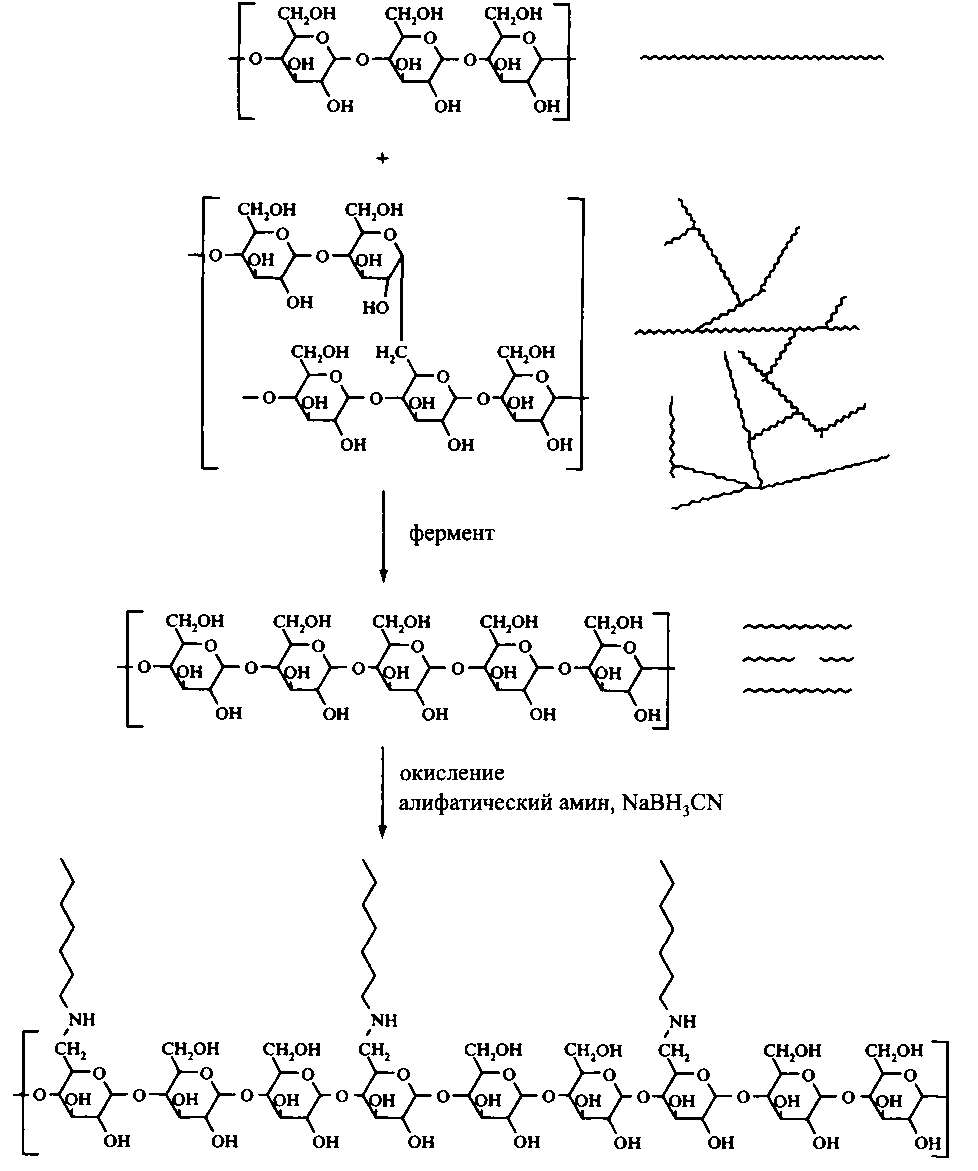 CH₂OH CH₂OH CH₂OH
O O O
O OH O OH O OH
OH OH OH
+
CH₂OH CH₂OH
O O
O OH O OH
OH HO
CH₂OH H₂C CH₂OH
O O O
O OH O OH O OH
OH OH OH
фермент
CH₂OH CH₂OH CH₂OH CH₂OH CH₂OH
O O O O O
O OH O OH O OH O OH O OH
OH OH OH OH OH
окисление
алифатический амин, NaBH₃CN
NH NH NH
CH₂ CH₂OH CH₂OH CH₂ CH₂OH CH₂OH CH₂ CH₂OH CH₂OH
O O O O O O O O O
O OH O OH O OH O OH O OH O OH O OH O OH O OH
OH OH OH OH OH OH OH OH OH